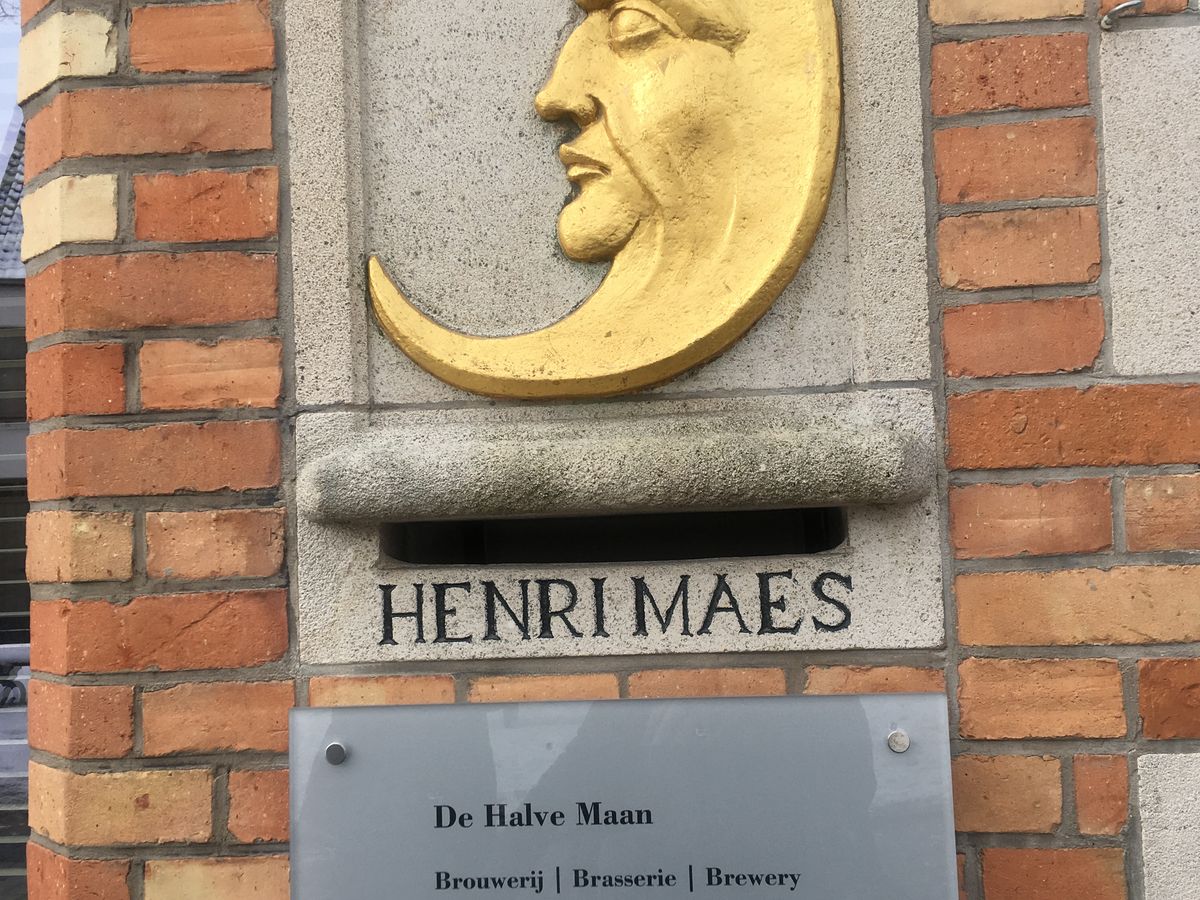 HENRI MAES
De Halve Maan
Brouwerij | Brasserie | Brewery